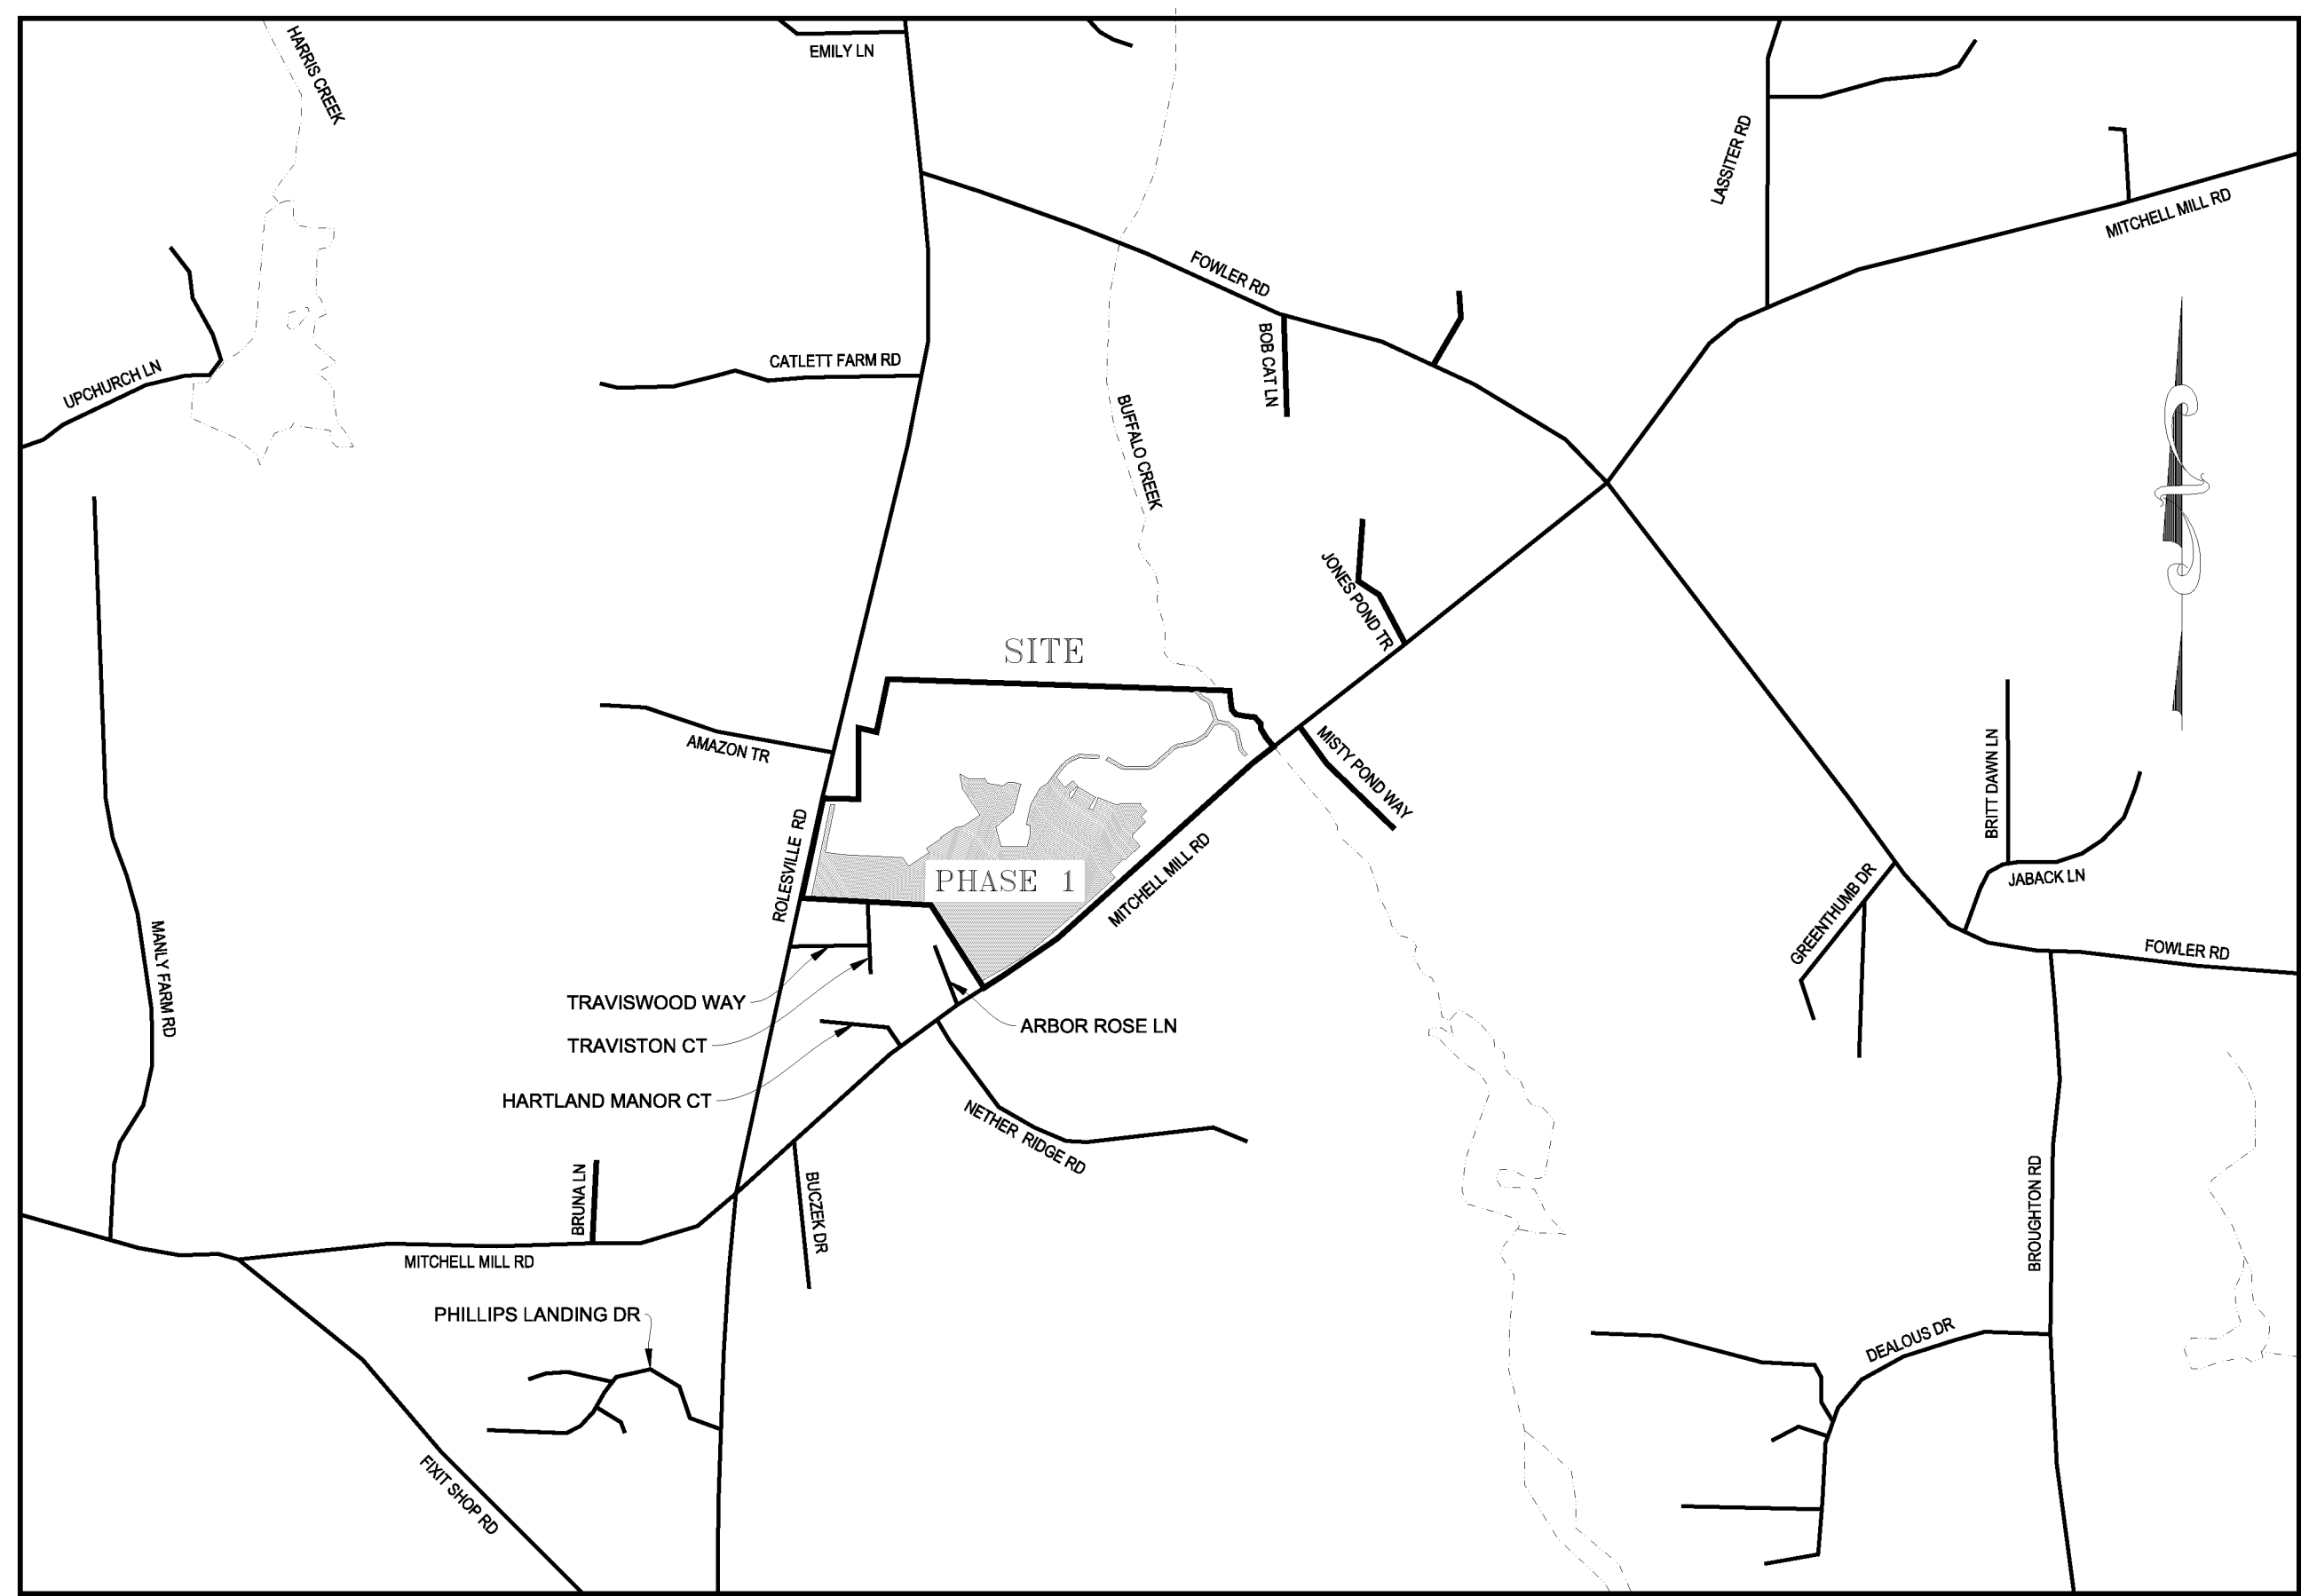 HARRIS CREEK
EMILY LN
LASSITER RD
MITCHELL MILL RD
FOWLER RD
BOB CAT LN
CATLETT FARM RD
UPCHURCH LN
BUFFALO CREEK
JONES POND TR
SITE
AMAZON TR
MISTY POND WAY
BRITT DAWN LN
ROLESVILLE RD
PHASE 1
MITCHELL MILL RD
JABACK LN
GREENTHUMB DR
MANLY FARM RD
FOWLER RD
TRAVISWOOD WAY
ARBOR ROSE LN
TRAVISTON CT
HARTLAND MANOR CT
NETHER RIDGE RD
BRUNA LN
BUCZEK DR
BROUGHTON RD
MITCHELL MILL RD
PHILLIPS LANDING DR
DEALOUS DR
FIXIT SHOP RD